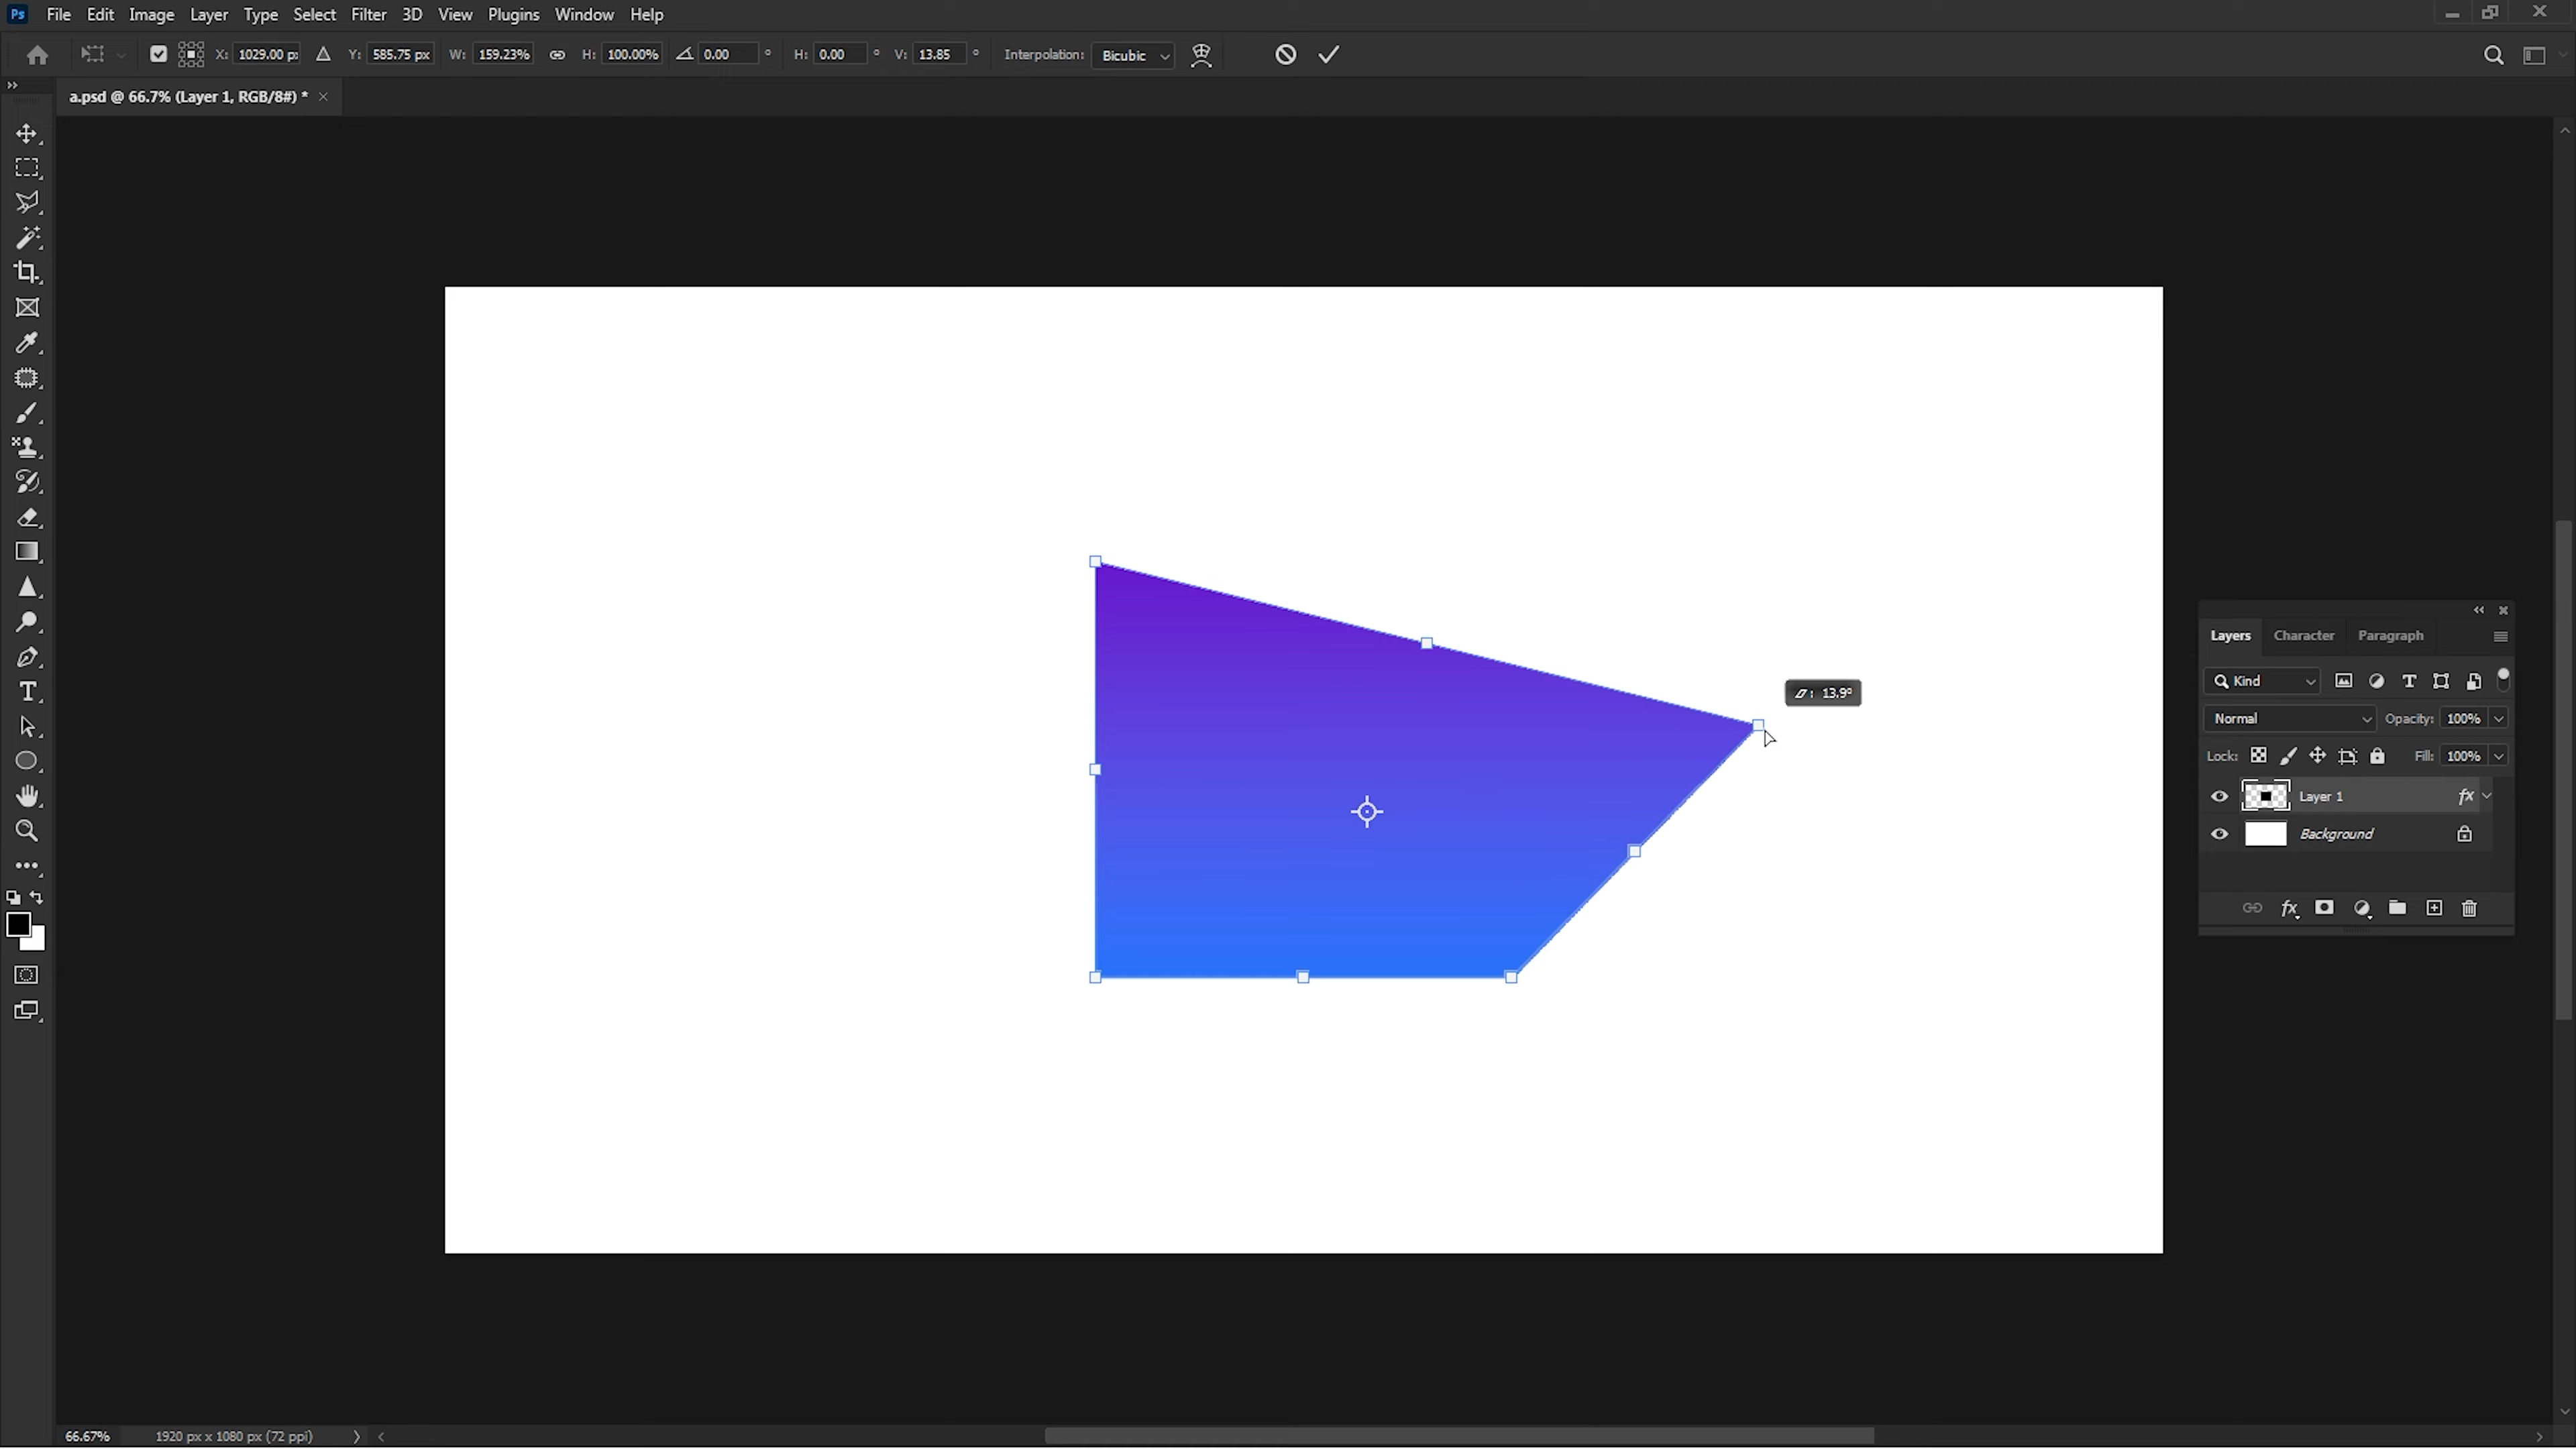 Ps File Edit Image Layer Type Select Filter 3D View Plugins Window Help
X: 1029.00 px Y: 585.75 px W: 159.23% H: 100.00% 0.00 ° H: 0.00 ° V: 13.85 ° Interpolation: Bicubic
a.psd @ 66.7% (Layer 1, RGB/8#) *
13.9°
Layers Character Paragraph
Kind
Normal Opacity: 100%
Lock: Fill: 100%
Layer 1 fx
Background
fx
66.67% 1920 px x 1080 px (72 ppi)